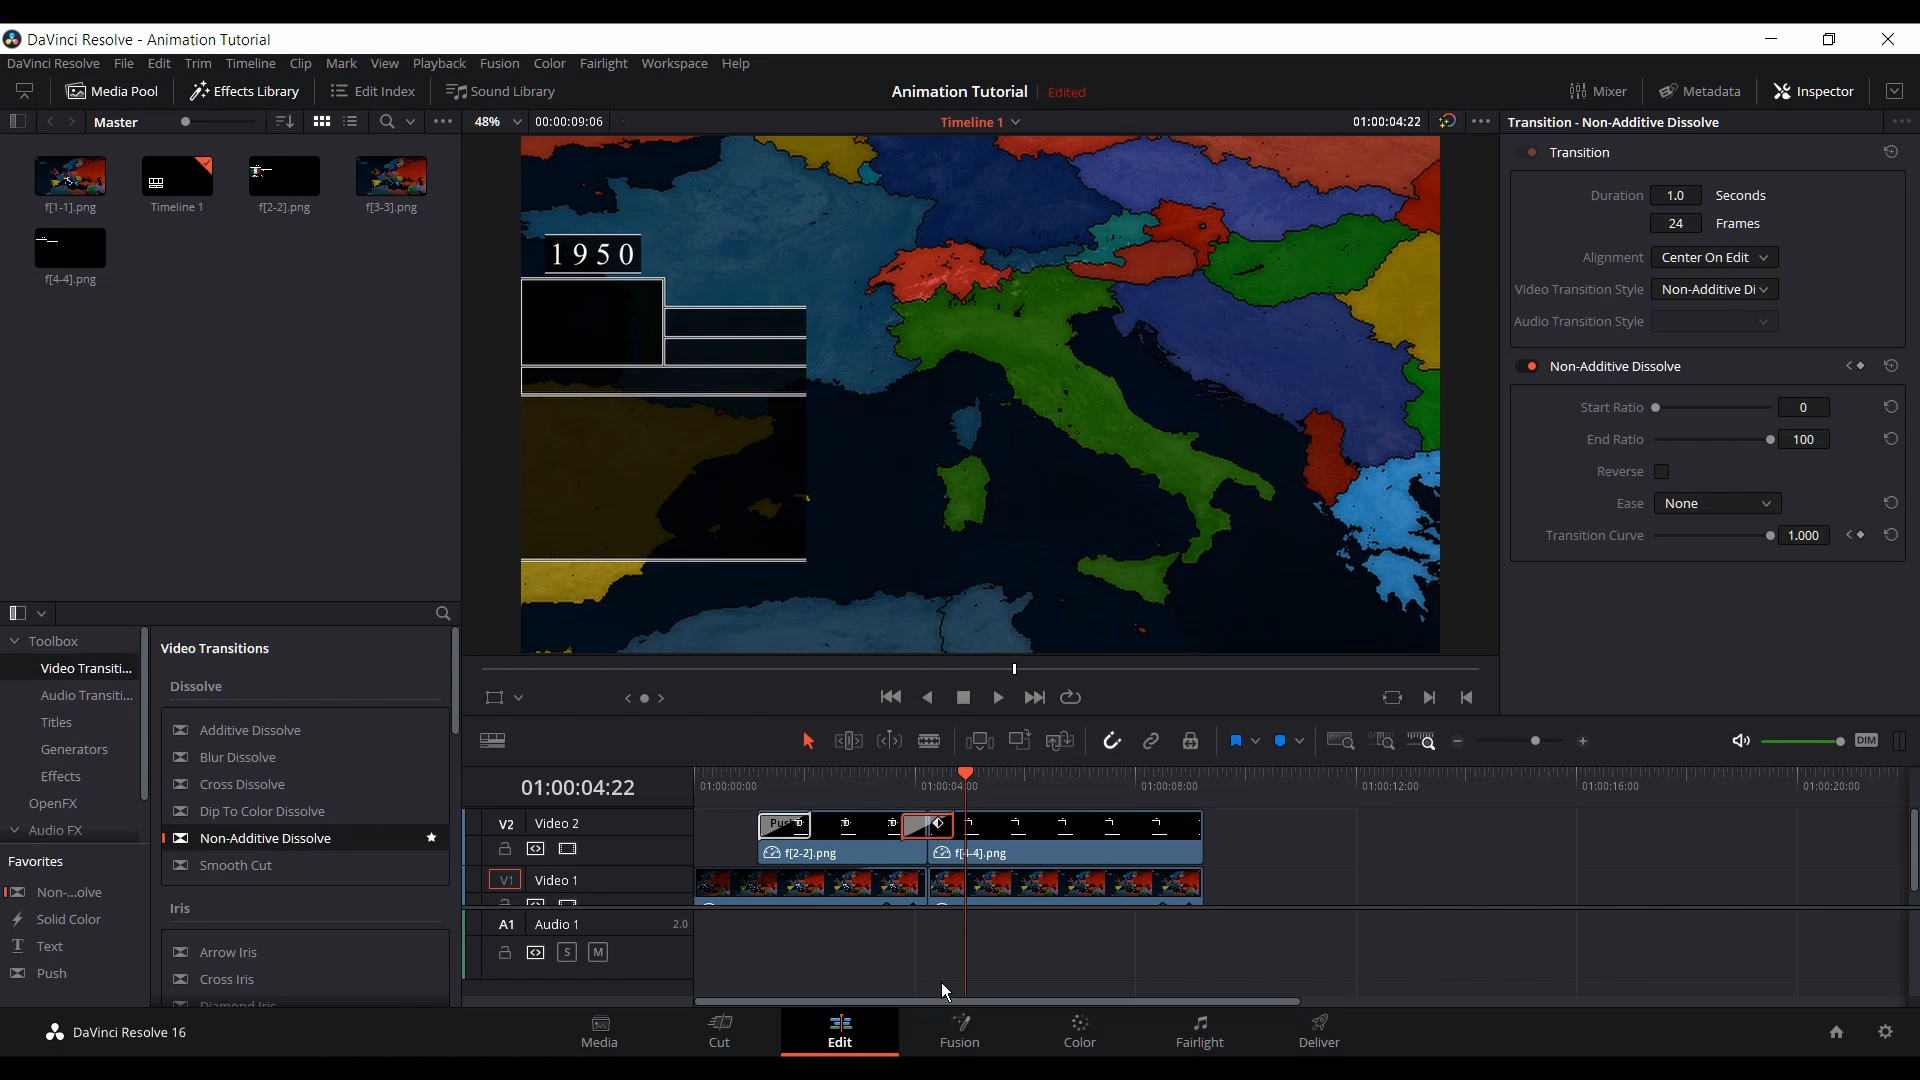 DaVinci Resolve - Animation Tutorial
DaVinci Resolve File Edit Trim Timeline Clip Mark View Playback Fusion Color Fairlight Workspace Help
Media Pool Effects Library Edit Index Sound Library Animation Tutorial Edited Mixer Metadata Inspector
Master 48% 00:00:09:06 Timeline 1 01:00:04:22 Transition - Non-Additive Dissolve
f[1-1].png Timeline 1 f[2-2].png f[3-3].png
f[4-4].png
1950
Transition
Duration 1.0 Seconds
24 Frames
Alignment Center On Edit
Video Transition Style Non-Additive Di
Audio Transition Style
Non-Additive Dissolve
Start Ratio 0
End Ratio 100
Reverse
Ease None
Transition Curve 1.000
Toolbox
Video Transiti...
Audio Transiti...
Titles
Generators
Effects
OpenFX
Audio FX
Favorites
Non-...olve
Solid Color
Text
Push
Video Transitions
Dissolve
Additive Dissolve
Blur Dissolve
Cross Dissolve
Dip To Color Dissolve
Non-Additive Dissolve
Smooth Cut
Iris
Arrow Iris
Cross Iris
Diamond Iris
DIM
01:00:04:22 01:00:00:00 01:00:04:00 01:00:08:00 01:00:12:00 01:00:16:00 01:00:20:00
V2 Video 2
f[2-2].png f[4-4].png
V1 Video 1
A1 Audio 1 2.0
S M
DaVinci Resolve 16 Media Cut Edit Fusion Color Fairlight Deliver